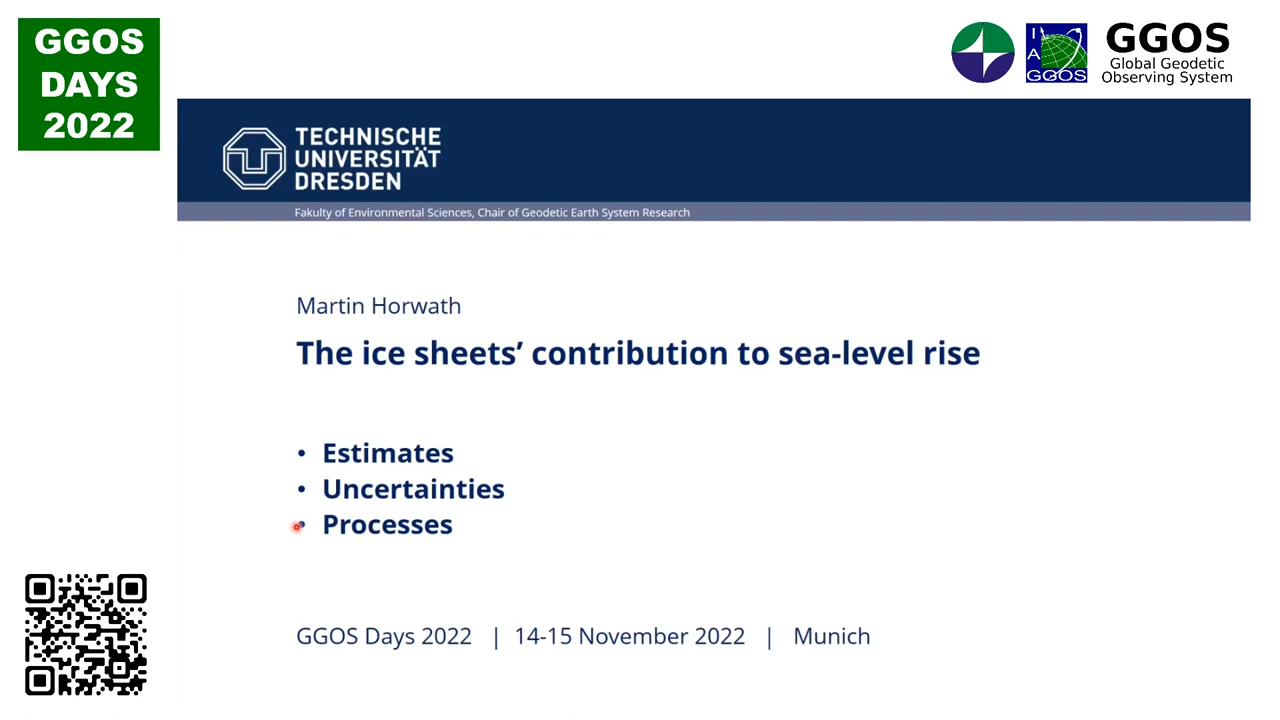 GGOS
DAYS
2022
I
A
GGOS
GGOS
Global Geodetic
Observing System
TECHNISCHE
UNIVERSITÄT
DRESDEN
Fakulty of Environmental Sciences, Chair of Geodetic Earth System Research
Martin Horwath
The ice sheets’ contribution to sea-level rise
• Estimates
• Uncertainties
• Processes
GGOS Days 2022 | 14-15 November 2022 | Munich